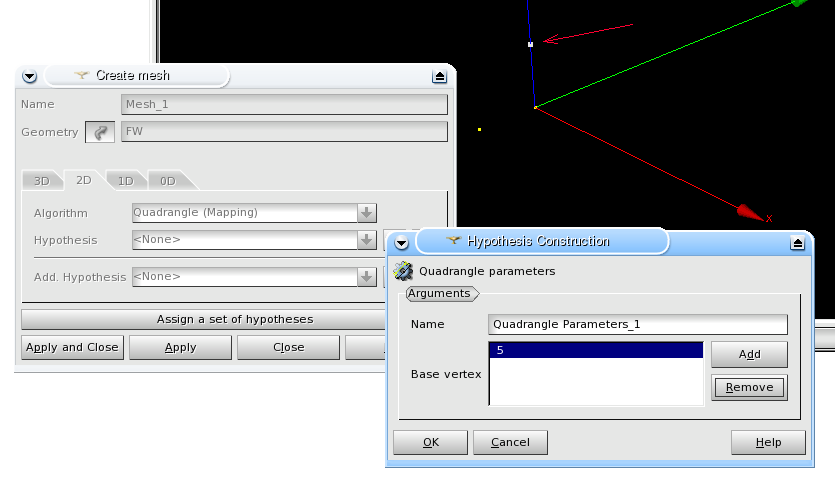 Create mesh
Name Mesh_1
Geometry FW
3D 2D 1D 0D
Algorithm Quadrangle (Mapping)
Hypothesis <None>
Add. Hypothesis <None>
Assign a set of hypotheses
Apply and Close Apply Close
x
Hypothesis Construction
Quadrangle parameters
Arguments
Name Quadrangle Parameters_1
Base vertex 5
Add
Remove
OK Cancel Help